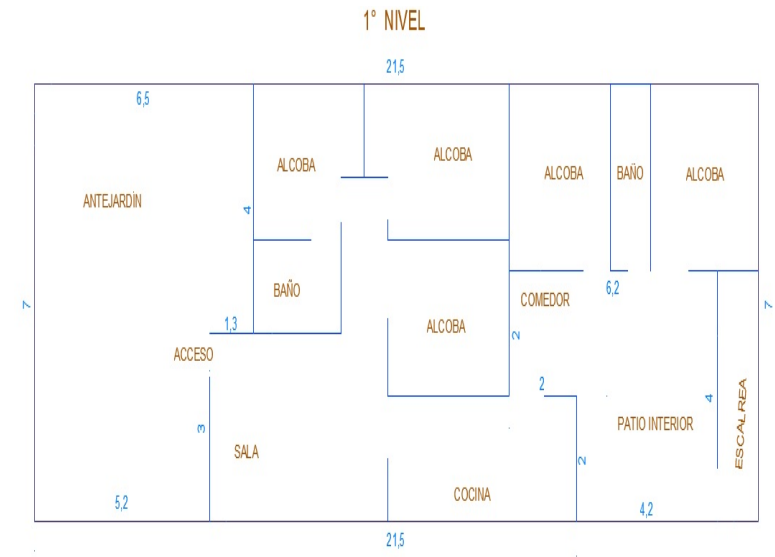 1° NIVEL
21,5
6,5
ALCOBA
ALCOBA
ALCOBA
BAÑO
ALCOBA
ANTEJARDÍN
4
BAÑO
6,2
COMEDOR
7
7
1,3
ALCOBA
2
ACCESO
2
4
3
SALA
PATIO INTERIOR
ESCALREA
2
COCINA
5,2
4,2
21,5